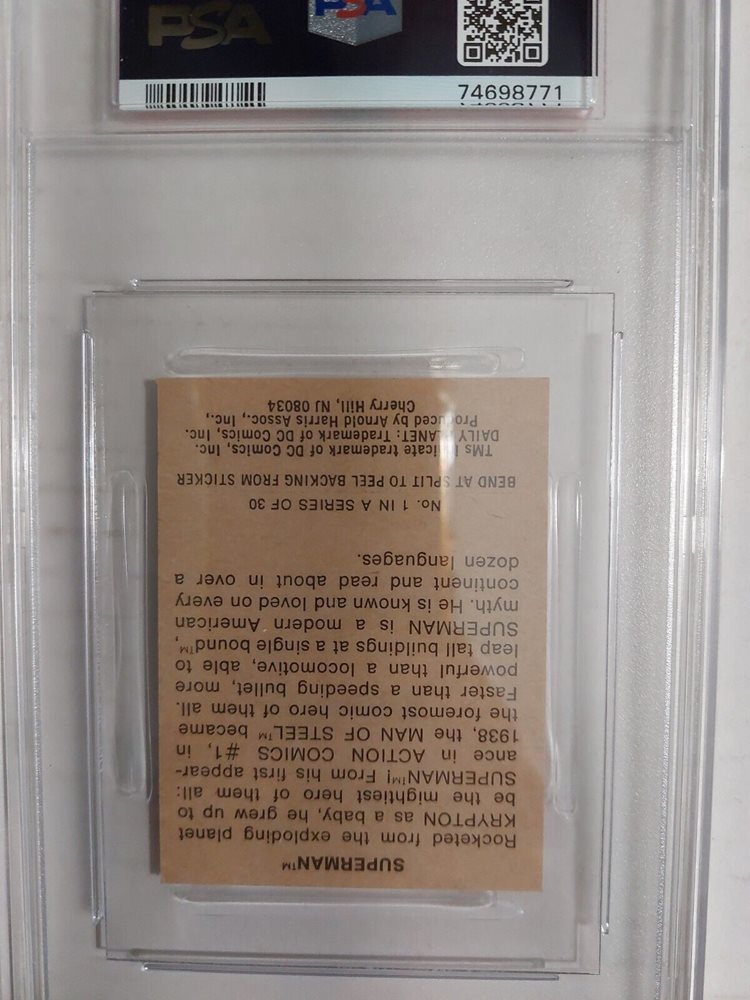 PSA
PSA
74698771
SUPERMAN™
Rocketed from the exploding planet
KRYPTON as a baby, he grew up to
be the mightiest hero of them all:
SUPERMAN™! From his first appear-
ance in ACTION COMICS #1, in
1938, the MAN OF STEEL™ became
the foremost comic hero of them all.
Faster than a speeding bullet, more
powerful than a locomotive, able to
leap tall buildings at a single bound™,
SUPERMAN is a modern American
myth. He is known and loved on every
continent and read about in over a
dozen languages.
No. 1 IN A SERIES OF 30
BEND AT SPLIT TO PEEL BACKING FROM STICKER
TMs indicate trademark of DC Comics, Inc.
DAILY PLANET: Trademark of DC Comics, Inc.
Produced by Arnold Harris Assoc., Inc.,
Cherry Hill, NJ 08034